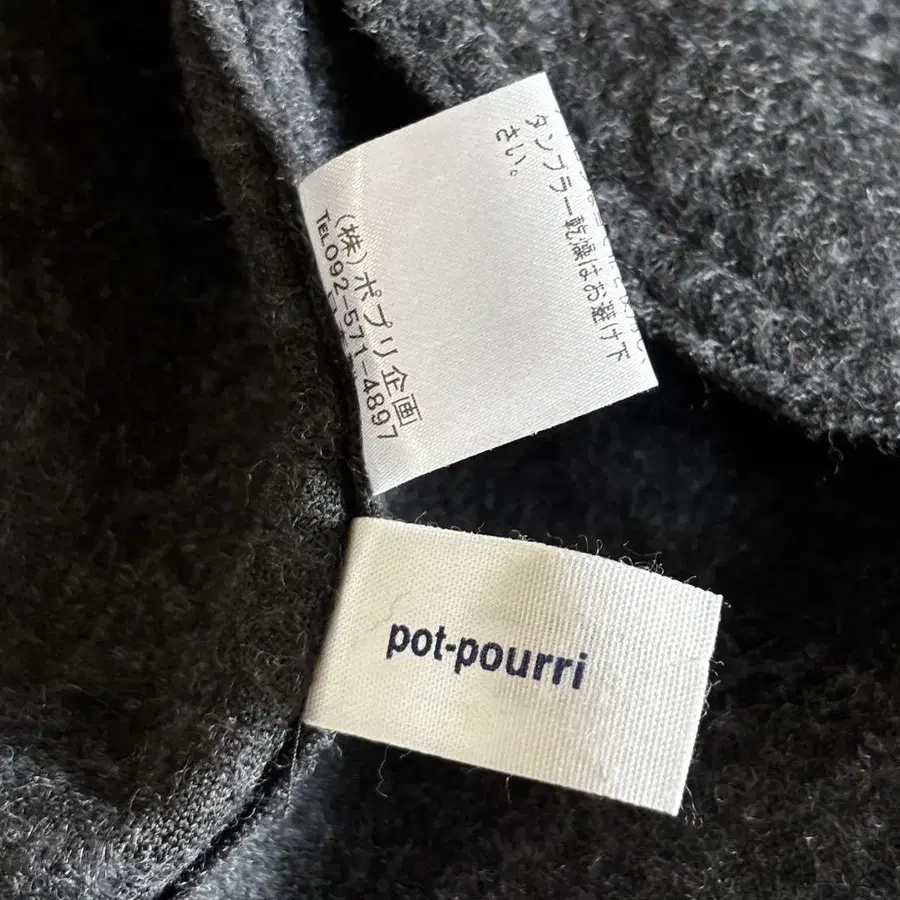 タンブラー乾燥はお避け下
さい。
(株)ポプリ企画
TEL092-571-4897
pot-pourri